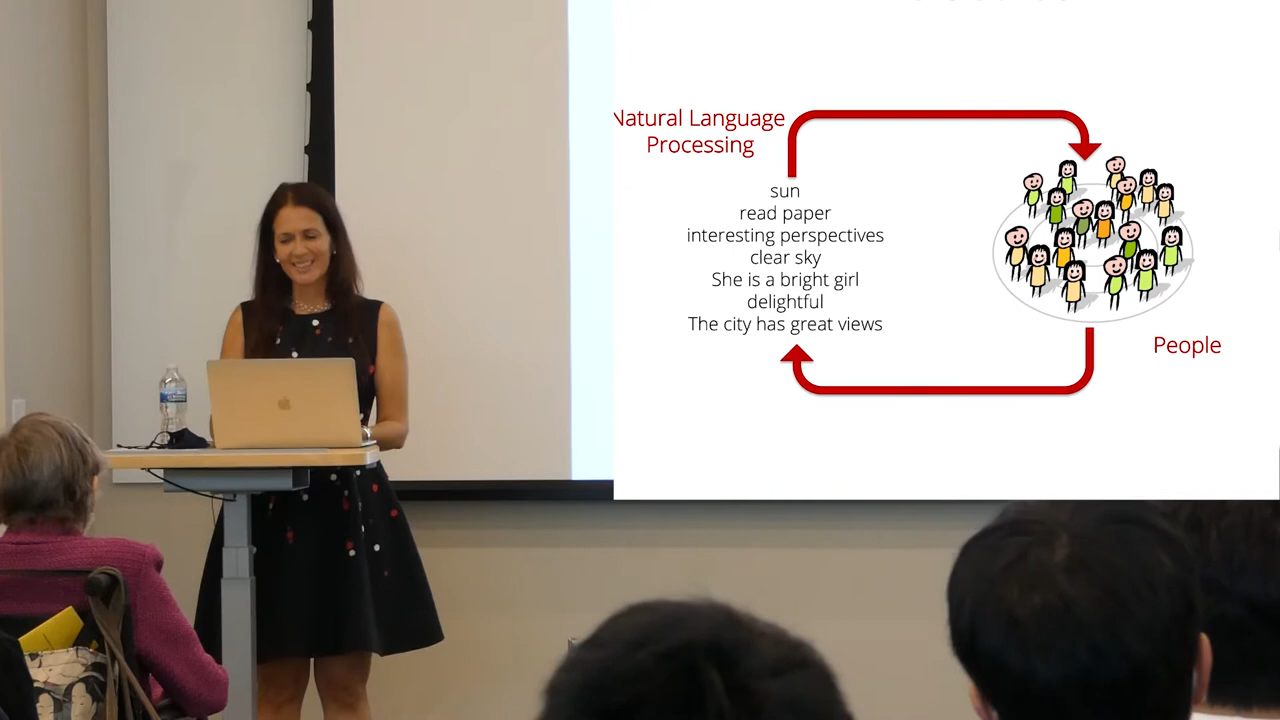 Natural Language
Processing
sun
read paper
interesting perspectives
clear sky
She is a bright girl
delightful
The city has great views
People